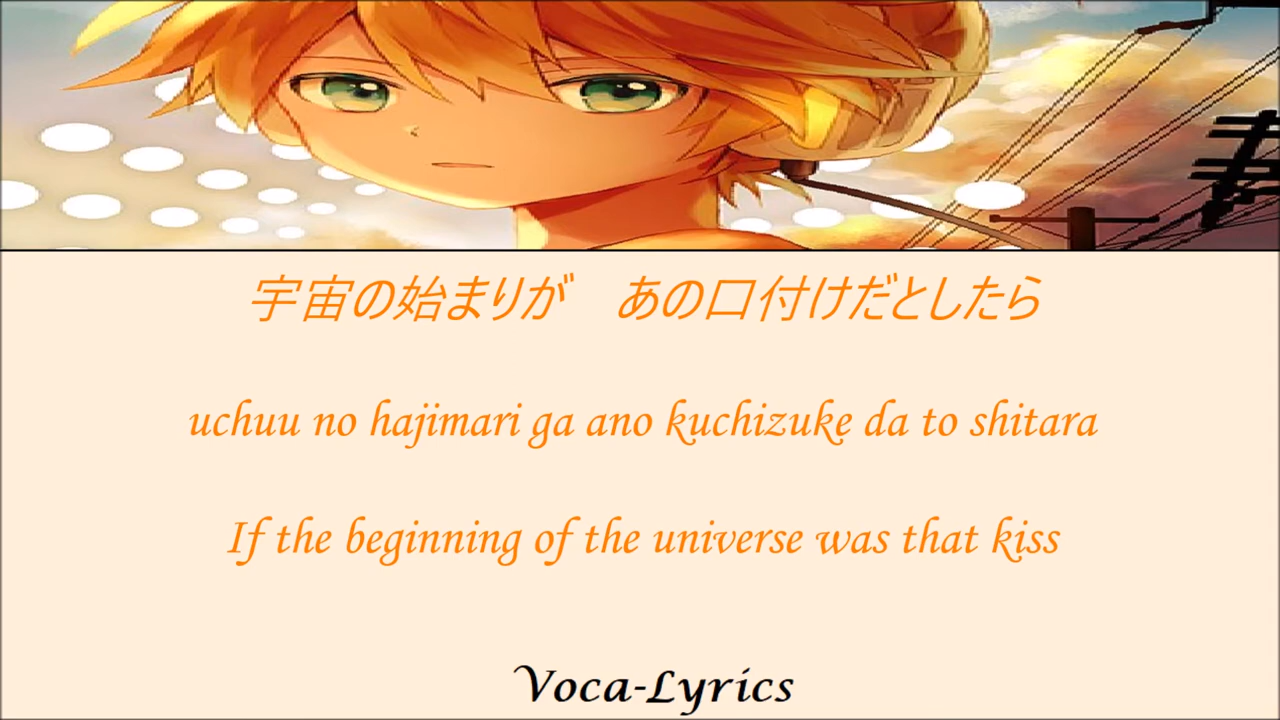 宇宙の始まりが　あの口付けだとしたら
uchuu no hajimari ga ano kuchizuke da to shitara
If the beginning of the universe was that kiss
Voca-Lyrics